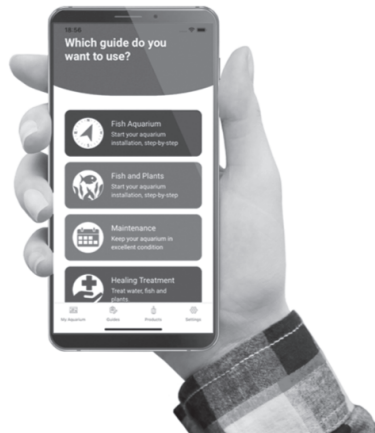 16:56
Which guide do you
want to use?
Fish Aquarium
Start your aquarium
installation, step-by-step
Fish and Plants
Start your aquarium
installation, step-by-step
Maintenance
Keep your aquarium in
excellent condition
Healing Treatment
Treat water, fish and
plants
My Aquarium
Guides
Products
Settings